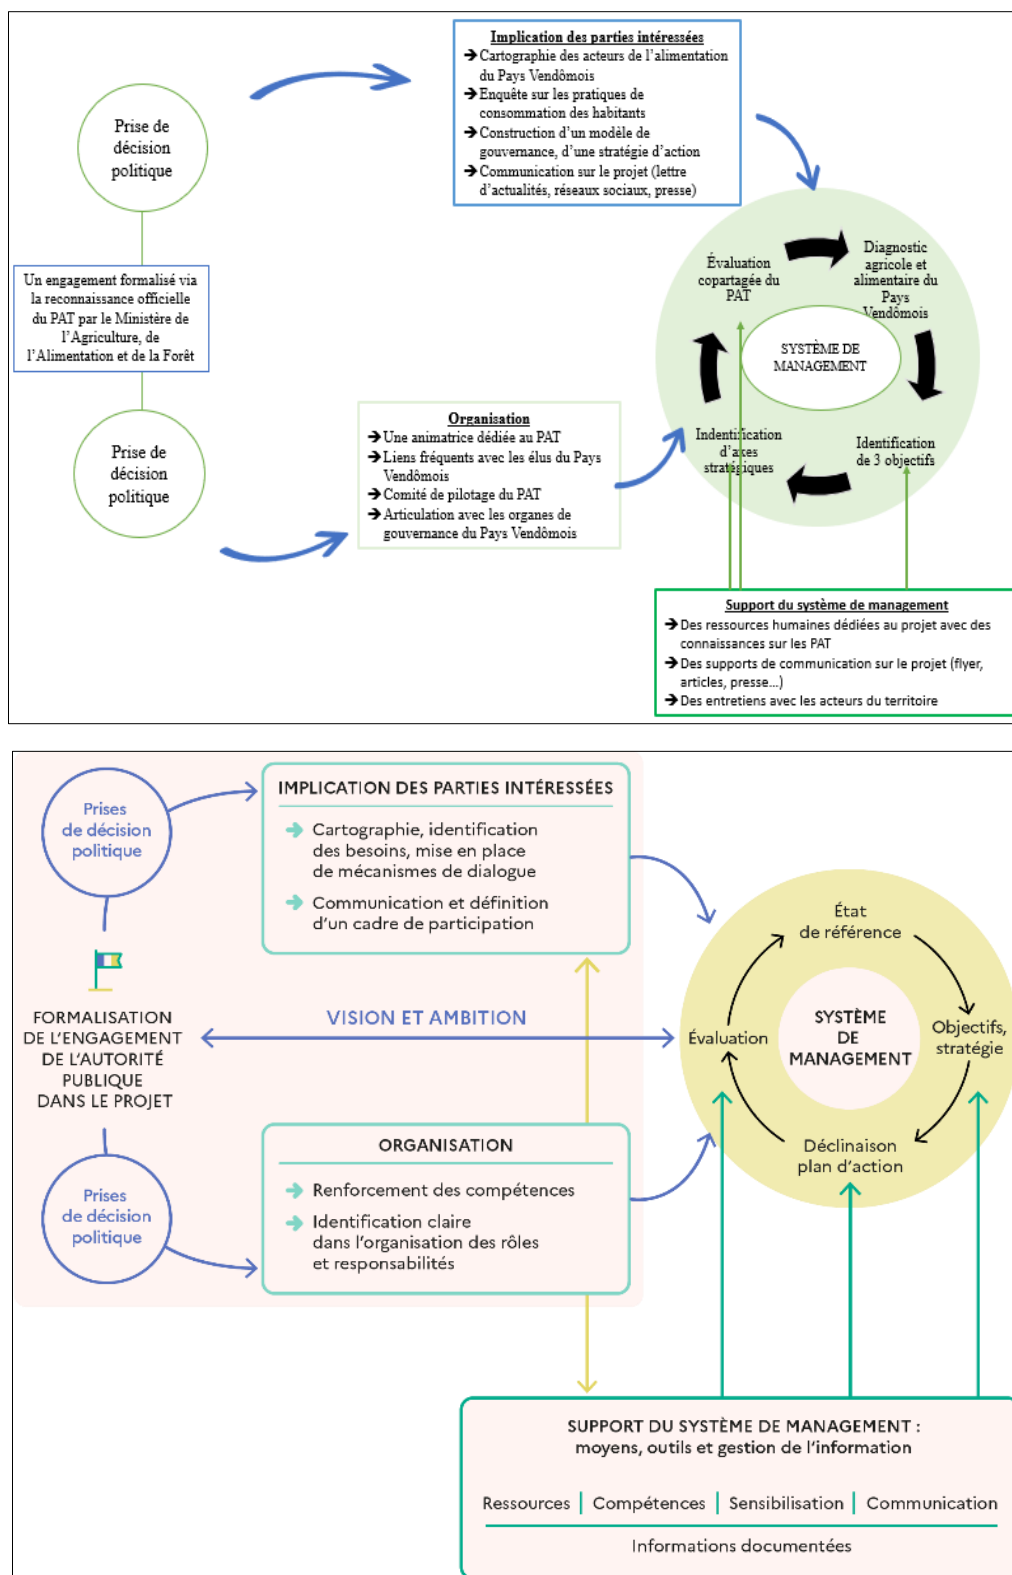 Prise de
décision
politique
Implication des parties intéressées
➔ Cartographie des acteurs de l'alimentation
du Pays Vendômois
➔ Enquête sur les pratiques de
consommation des habitants
➔ Construction d'un modèle de
gouvernance, d'une stratégie d'action
➔ Communication sur le projet (lettre
d'actualités, réseaux sociaux, presse)
Un engagement formalisé via
la reconnaissance officielle
du PAT par le Ministère de
l'Agriculture, de
l'Alimentation et de la Forêt
Prise de
décision
politique
Organisation
➔ Une animatrice dédiée au PAT
➔ Liens fréquents avec les élus du Pays
Vendômois
➔ Comité de pilotage du PAT
➔ Articulation avec les organes de
gouvernance du Pays Vendômois
Évaluation
copartagée du
PAT
Diagnostic
agricole et
alimentaire du
Pays
Vendômois
SYSTÈME DE
MANAGEMENT
Indentification
d'axes
stratégiques
Identification
de 3 objectifs
Support du système de management
➔ Des ressources humaines dédiées au projet avec des
connaissances sur les PAT
➔ Des supports de communication sur le projet (flyer,
articles, presse...)
➔ Des entretiens avec les acteurs du territoire
Prises
de décision
politique
IMPLICATION DES PARTIES INTÉRESSÉES
➔ Cartographie, identification
des besoins, mise en place
de mécanismes de dialogue
➔ Communication et définition
d'un cadre de participation
FORMALISATION
DE L'ENGAGEMENT
DE L'AUTORITÉ
PUBLIQUE
DANS LE PROJET
VISION ET AMBITION
Prises
de décision
politique
ORGANISATION
➔ Renforcement des compétences
➔ Identification claire
dans l'organisation des rôles
et responsabilités
État
de référence
Évaluation
SYSTÈME
DE
MANAGEMENT
Objectifs,
stratégie
Déclinaison
plan d'action
SUPPORT DU SYSTÈME DE MANAGEMENT :
moyens, outils et gestion de l'information
Ressources | Compétences | Sensibilisation | Communication
Informations documentées